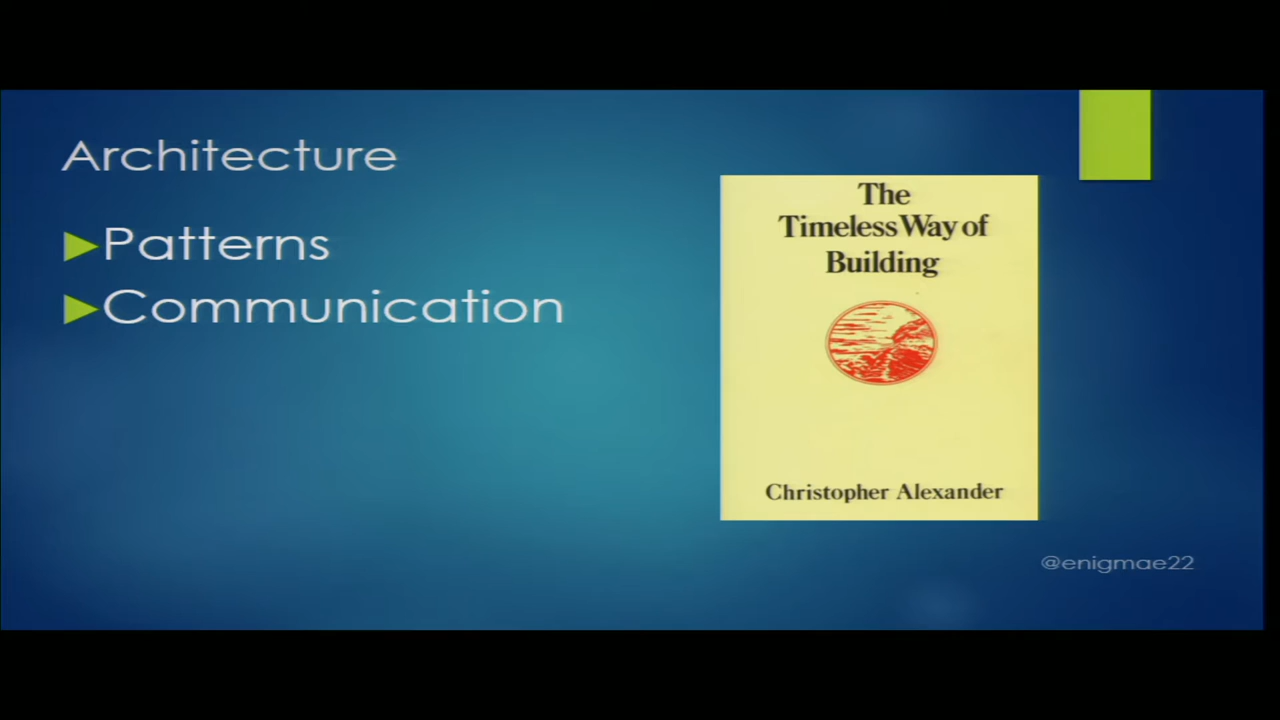 Architecture
Patterns
Communication
The
Timeless Way of
Building
Christopher Alexander
@enigmae22